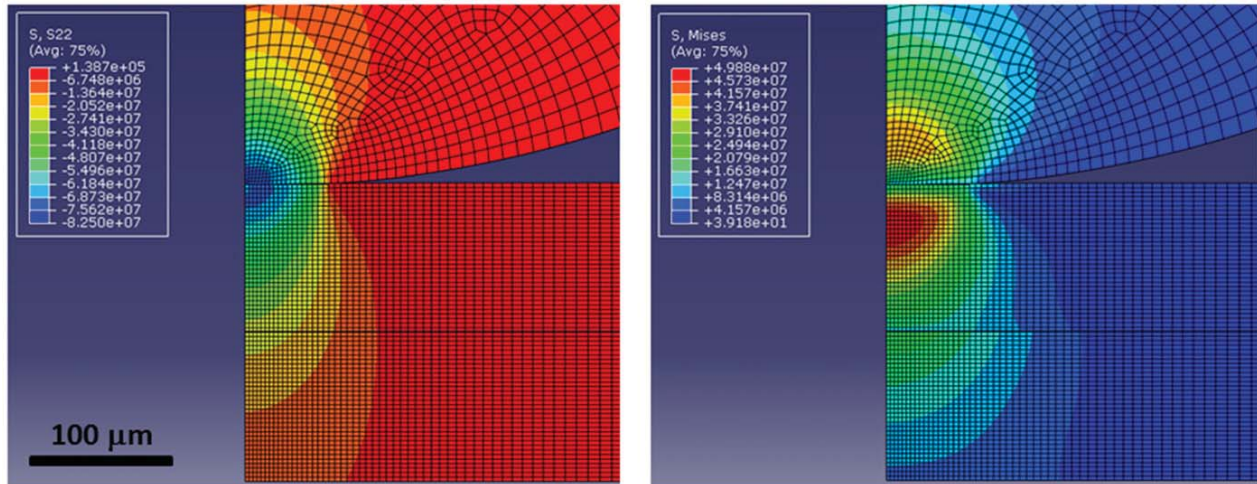 S, S22
(Avg: 75%)
+1.387e+05
-6.748e+06
-1.364e+07
-2.052e+07
-2.741e+07
-3.430e+07
-4.118e+07
-4.807e+07
-5.496e+07
-6.184e+07
-6.873e+07
-7.562e+07
-8.250e+07
100 μm
S, Mises
(Avg: 75%)
+4.988e+07
+4.573e+07
+4.157e+07
+3.741e+07
+3.326e+07
+2.910e+07
+2.494e+07
+2.079e+07
+1.663e+07
+1.247e+07
+8.314e+06
+4.157e+06
+3.918e+01